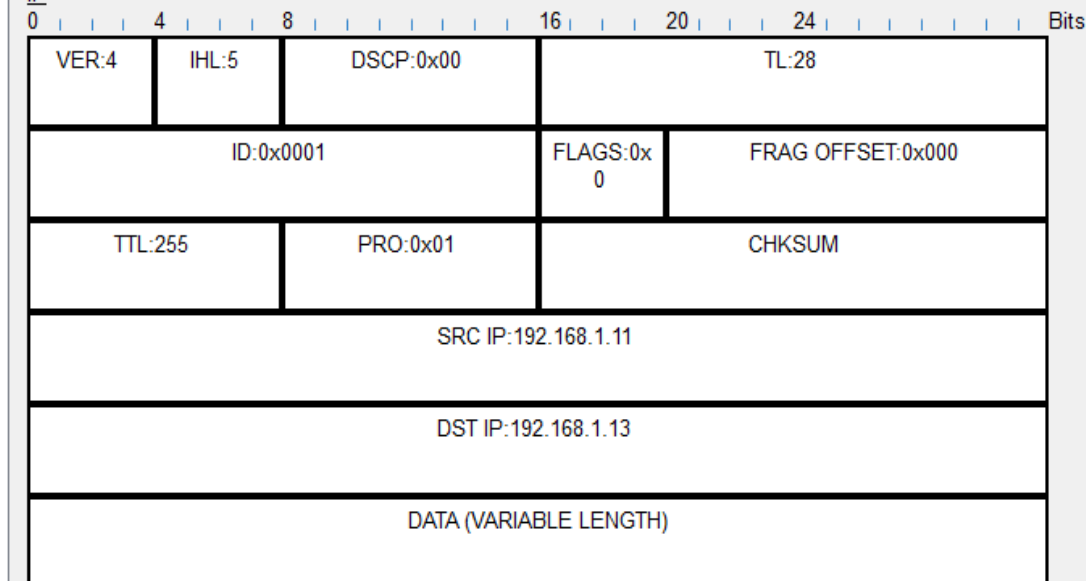 0 4 8 16 20 24 Bits
VER:4 IHL:5 DSCP:0x00 TL:28
ID:0x0001 FLAGS:0x FRAG OFFSET:0x000
0
TTL:255 PRO:0x01 CHKSUM
SRC IP:192.168.1.11
DST IP:192.168.1.13
DATA (VARIABLE LENGTH)